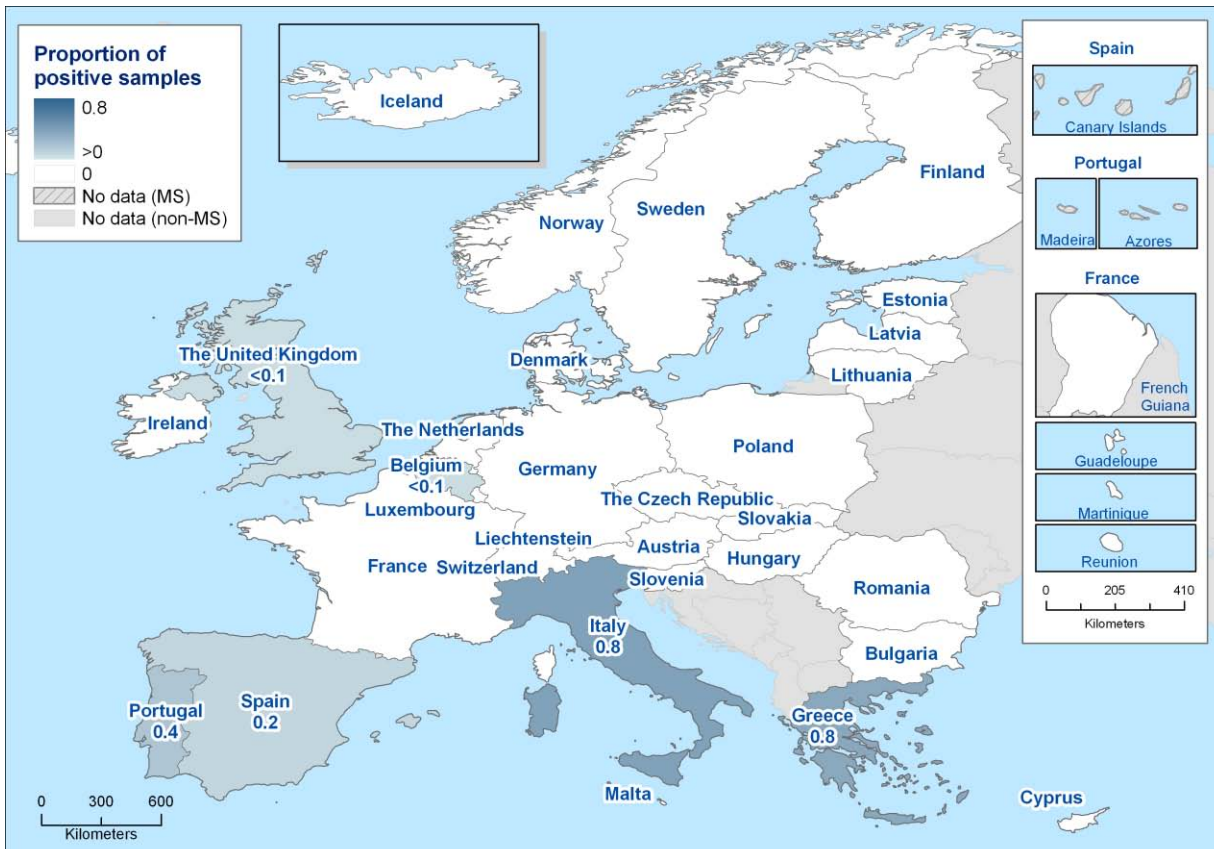 Proportion of
positive samples
0.8
>0
0
No data (MS)
No data (non-MS)
Iceland
Norway
Sweden
Finland
Estonia
Latvia
Lithuania
Denmark
The United Kingdom
<0.1
Ireland
The Netherlands
Belgium
<0.1
Luxembourg
Germany
Poland
The Czech Republic
Slovakia
Liechtenstein
Austria
Hungary
France
Switzerland
Slovenia
Romania
Italy
0.8
Bulgaria
Portugal
0.4
Spain
0.2
Greece
0.8
Malta
Cyprus
0 300 600
Kilometers
Spain
Canary Islands
Portugal
Madeira
Azores
France
French
Guiana
Guadeloupe
Martinique
Reunion
0 205 410
Kilometers